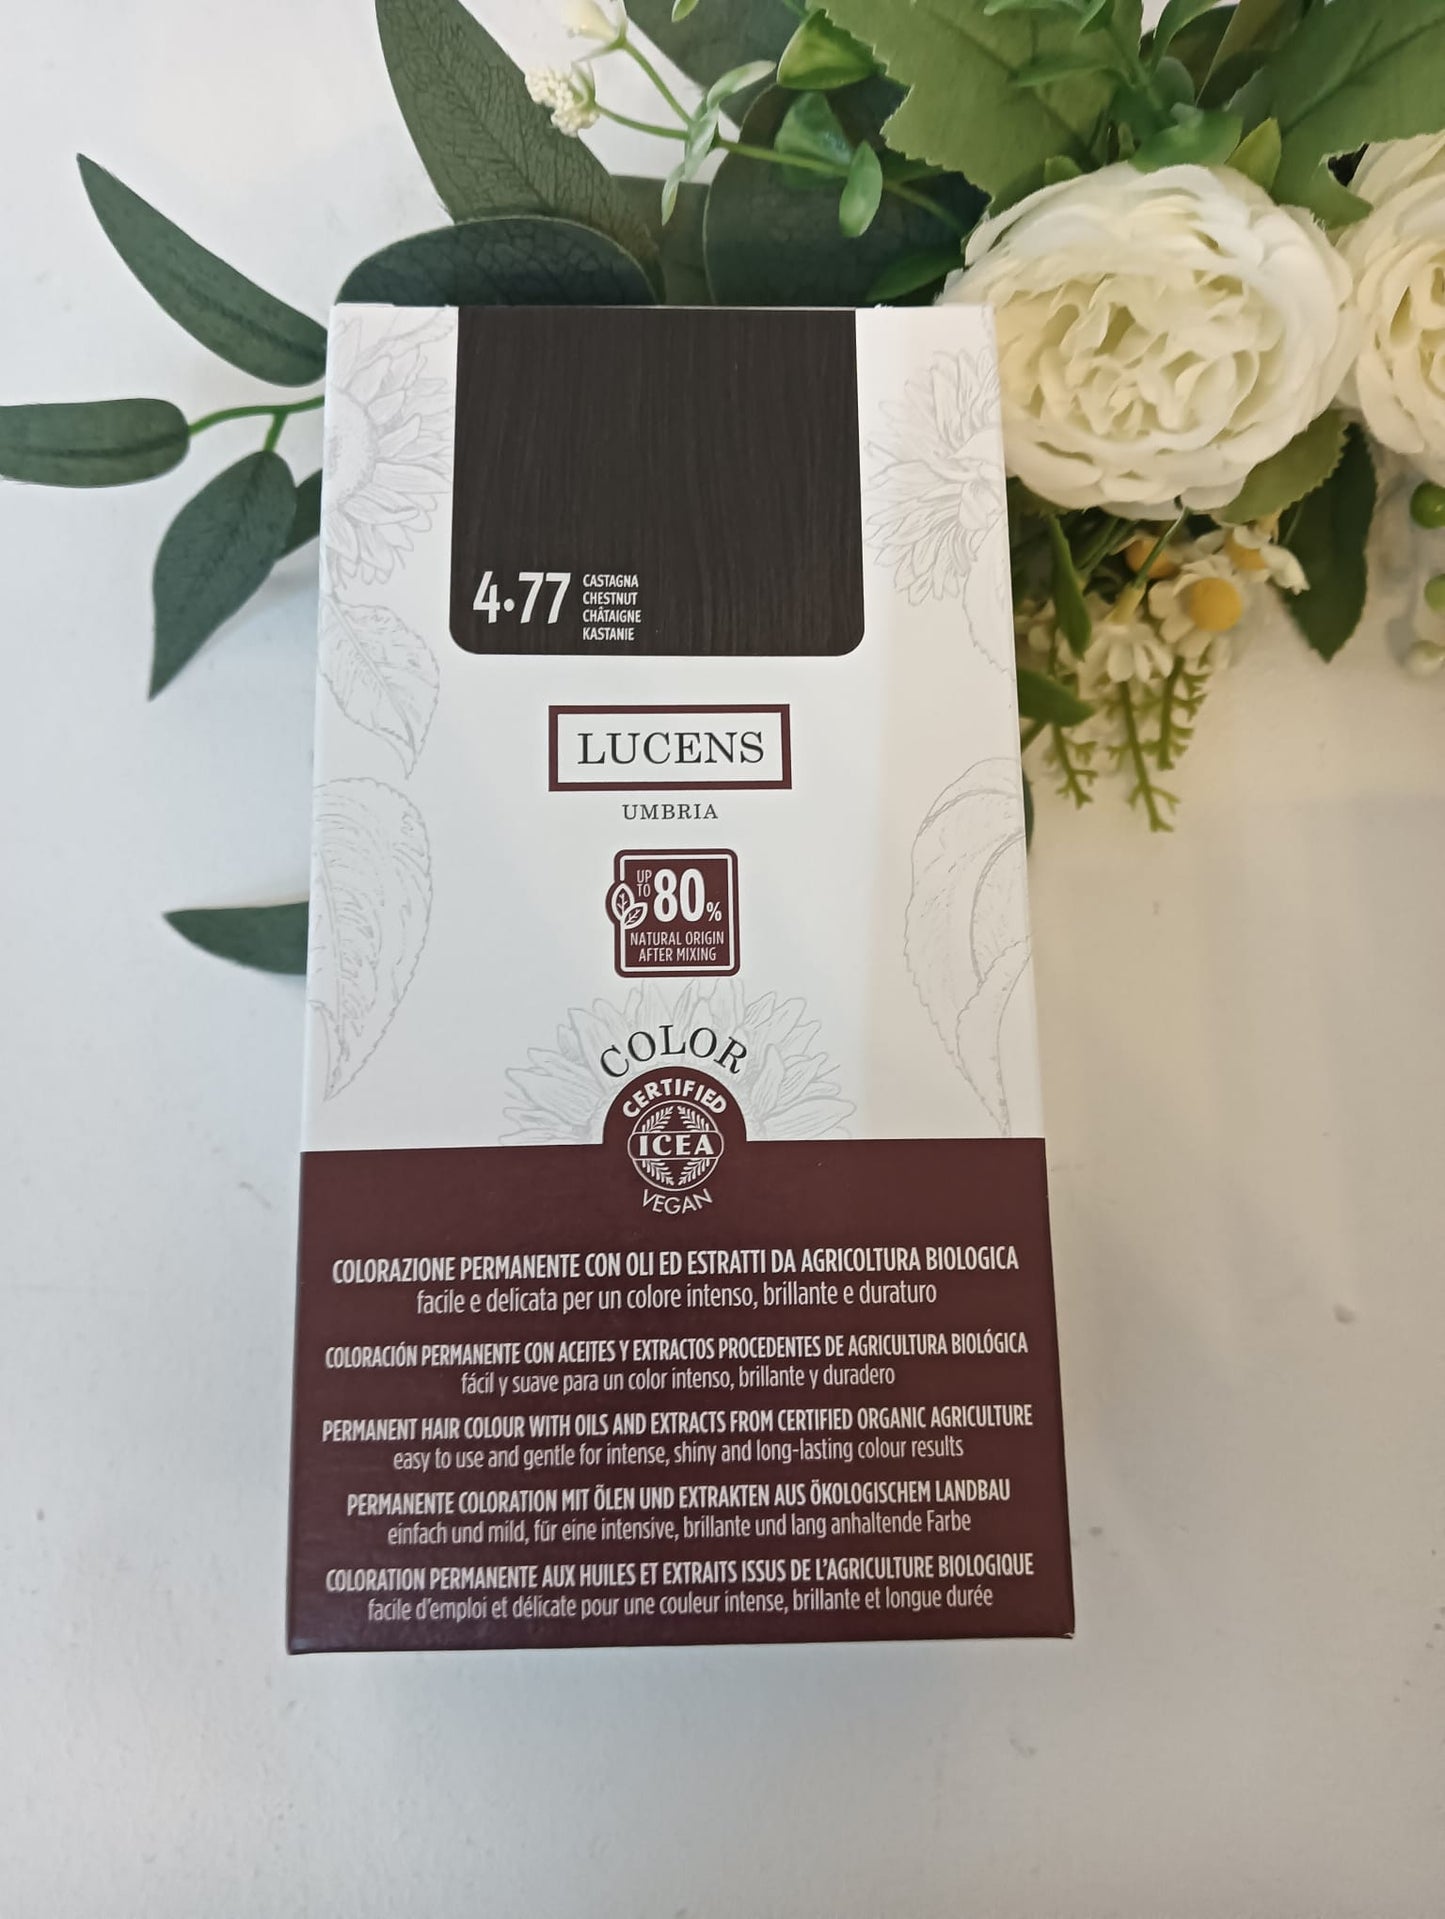 4.77
CASTAGNA
CHESTNUT
CHÂTAIGNE
KASTANIE
LUCENS
UMBRIA
UP TO 80%
NATURAL ORIGIN
AFTER MIXING
COLOR
CERTIFIED
ICEA
VEGAN
COLORAZIONE PERMANENTE CON OLI ED ESTRATTI DA AGRICOLTURA BIOLOGICA
facile e delicata per un colore intenso, brillante e duraturo
COLORACIÓN PERMANENTE CON ACEITES Y EXTRACTOS PROCEDENTES DE AGRICULTURA BIOLÓGICA
fácil y suave para un color intenso, brillante y duradero
PERMANENT HAIR COLOUR WITH OILS AND EXTRACTS FROM CERTIFIED ORGANIC AGRICULTURE
easy to use and gentle for intense, shiny and long-lasting colour results
PERMANENTE COLORATION MIT ÕLEN UND EXTRAKTEN AUS ÖKOLOGISCHEM LANDBAU
einfach und mild, für eine intensive, brillante und lang anhaltende Farbe
COLORATION PERMANENTE AUX HUILES ET EXTRAITS ISSUS DE L'AGRICULTURE BIOLOGIQUE
facile d'emploi et délicate pour une couleur intense, brillante et longue durée